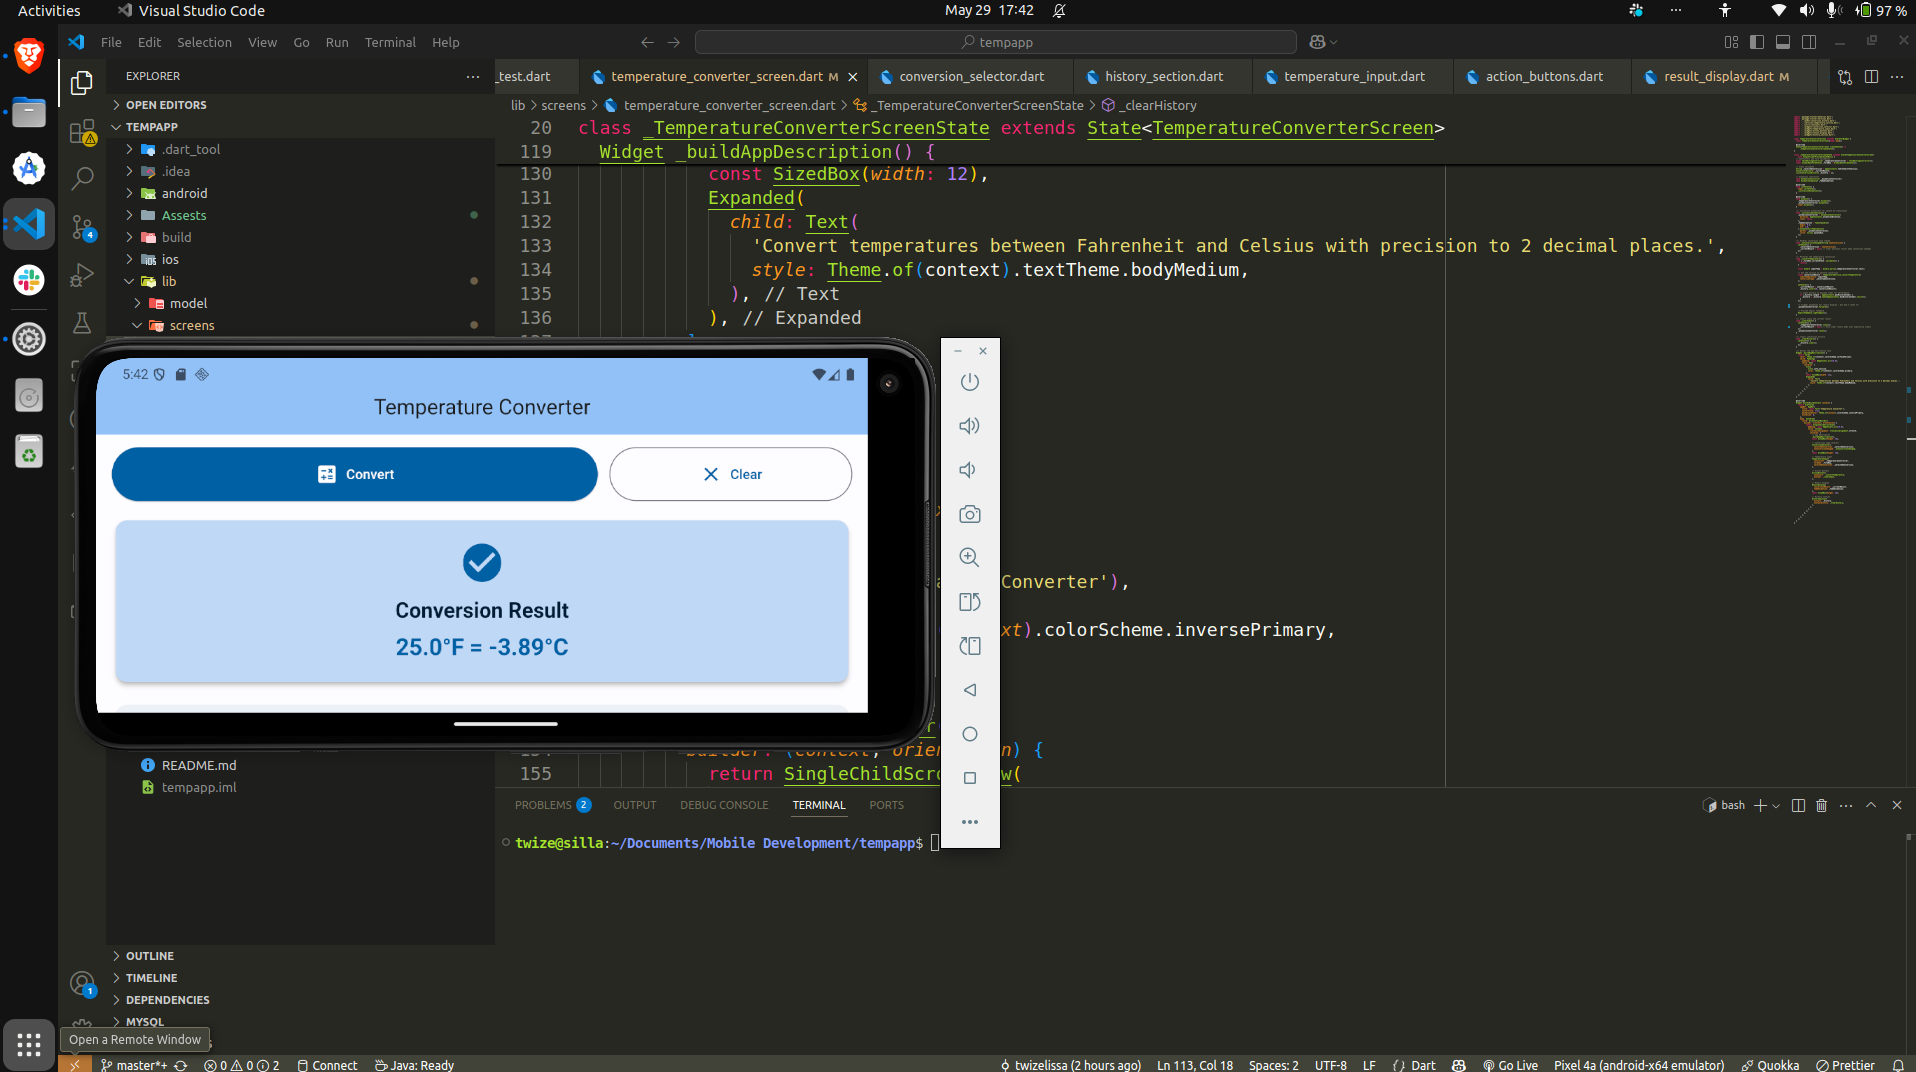 Activities
Visual Studio Code
May 29 17:42
97 %
File Edit Selection View Go Run Terminal Help
tempapp
EXPLORER
_test.dart
temperature_converter_screen.dart M
conversion_selector.dart
history_section.dart
temperature_input.dart
action_buttons.dart
result_display.dart M
OPEN EDITORS
TEMPAPP
.dart_tool
.idea
android
Assests
build
ios
lib
model
screens
README.md
tempapp.iml
OUTLINE
TIMELINE
DEPENDENCIES
MYSQL
4
1
lib > screens > temperature_converter_screen.dart > _TemperatureConverterScreenState > _clearHistory
20 class _TemperatureConverterScreenState extends State<TemperatureConverterScreen>
119 Widget _buildAppDescription() {
130 const SizedBox(width: 12),
131 Expanded(
132 child: Text(
133 'Convert temperatures between Fahrenheit and Celsius with precision to 2 decimal places.',
134 style: Theme.of(context).textTheme.bodyMedium,
135 ), // Text
136 ), // Expanded
Converter'),
xt).colorScheme.inversePrimary,
n) {
155 return SingleChildScro w(
5:42
Temperature Converter
Convert
Clear
Conversion Result
25.0°F = -3.89°C
PROBLEMS 2 OUTPUT DEBUG CONSOLE TERMINAL PORTS
bash
twize@silla:~/Documents/Mobile Development/tempapp$
Open a Remote Window
master*+ 0 0 2 Connect Java: Ready
twizelissa (2 hours ago) Ln 113, Col 18 Spaces: 2 UTF-8 LF {} Dart Go Live Pixel 4a (android-x64 emulator) Quokka Prettier